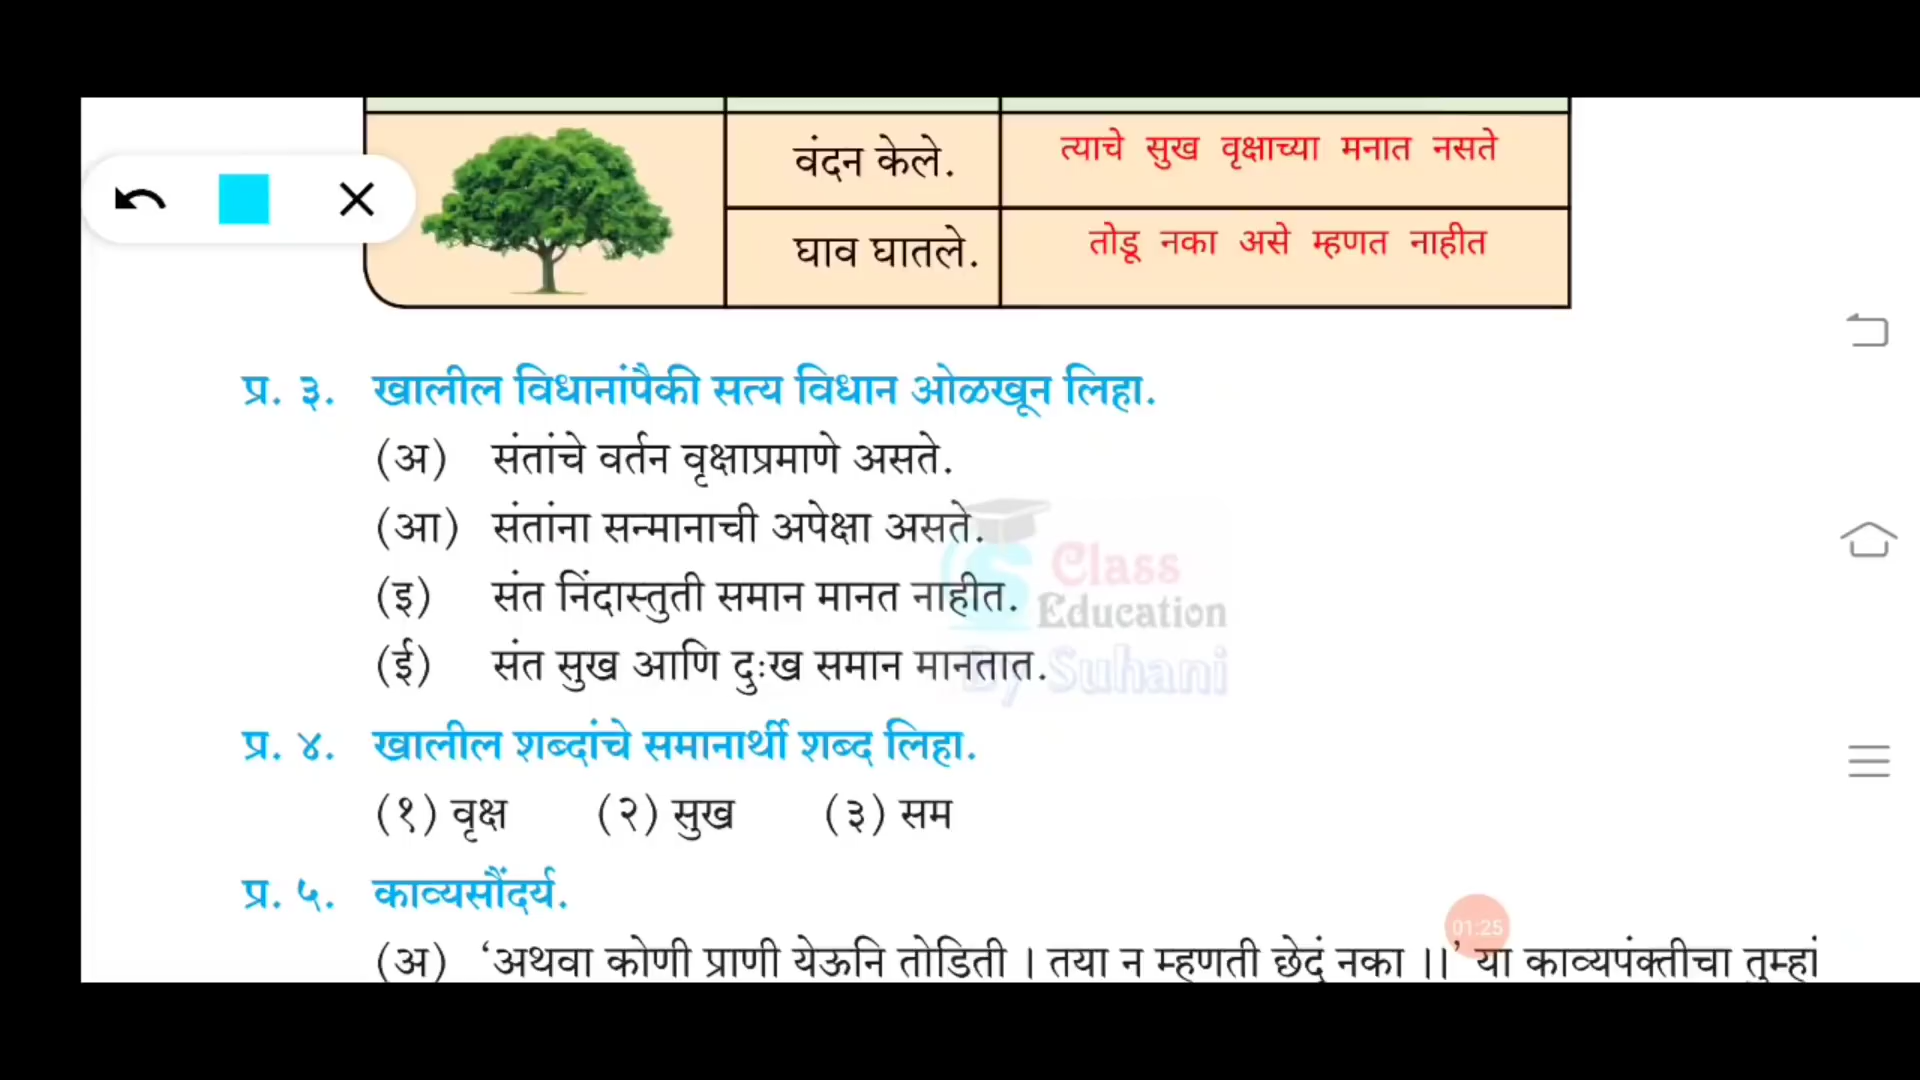 वंदन केले.
त्याचे सुख वृक्षाच्या मनात नसते
घाव घातले.
तोडू नका असे म्हणत नाहीत
प्र. ३. खालील विधानांपैकी सत्य विधान ओळखून लिहा.
(अ) संतांचे वर्तन वृक्षाप्रमाणे असते.
(आ) संतांना सन्मानाची अपेक्षा असते.
(इ) संत निंदास्तुती समान मानत नाहीत.
(ई) संत सुख आणि दुःख समान मानतात.
Class
Education
By Suhani
प्र. ४. खालील शब्दांचे समानार्थी शब्द लिहा.
(१) वृक्ष (२) सुख (३) सम
प्र. ५. काव्यसौंदर्य.
01:25
(अ) ‘अथवा कोणी प्राणी येऊनि तोडिती । तया न म्हणती छेदूं नका ।।’ या काव्यपंक्तीचा तुम्हां